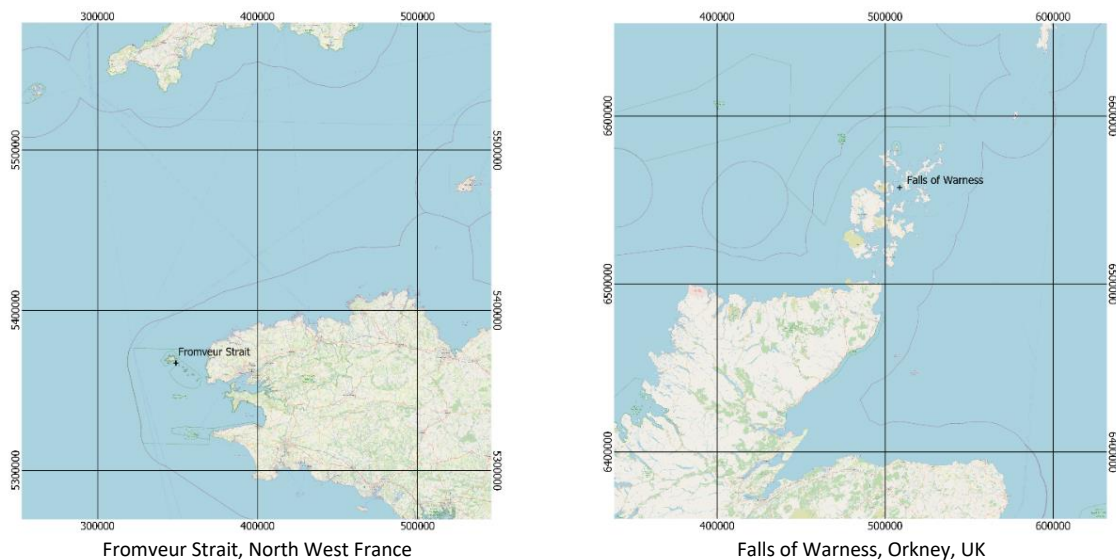 300000 400000 500000
5500000 5500000
5400000 5400000
Fromveur Strait
5300000 5300000
300000 400000 500000
Fromveur Strait, North West France
400000 500000 600000
6600000 6600000
Falls of Warness
6500000 6500000
6400000 6400000
400000 500000 600000
Falls of Warness, Orkney, UK